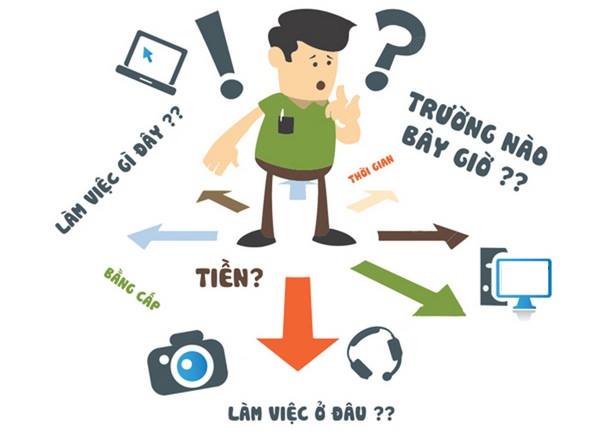 LÀM VIỆC GÌ ĐÂY ??
TRƯỜNG NÀO
BÂY GIỜ ??
THỜI GIAN
BẰNG CẤP
TIỀN?
LÀM VIỆC Ở ĐÂU ??